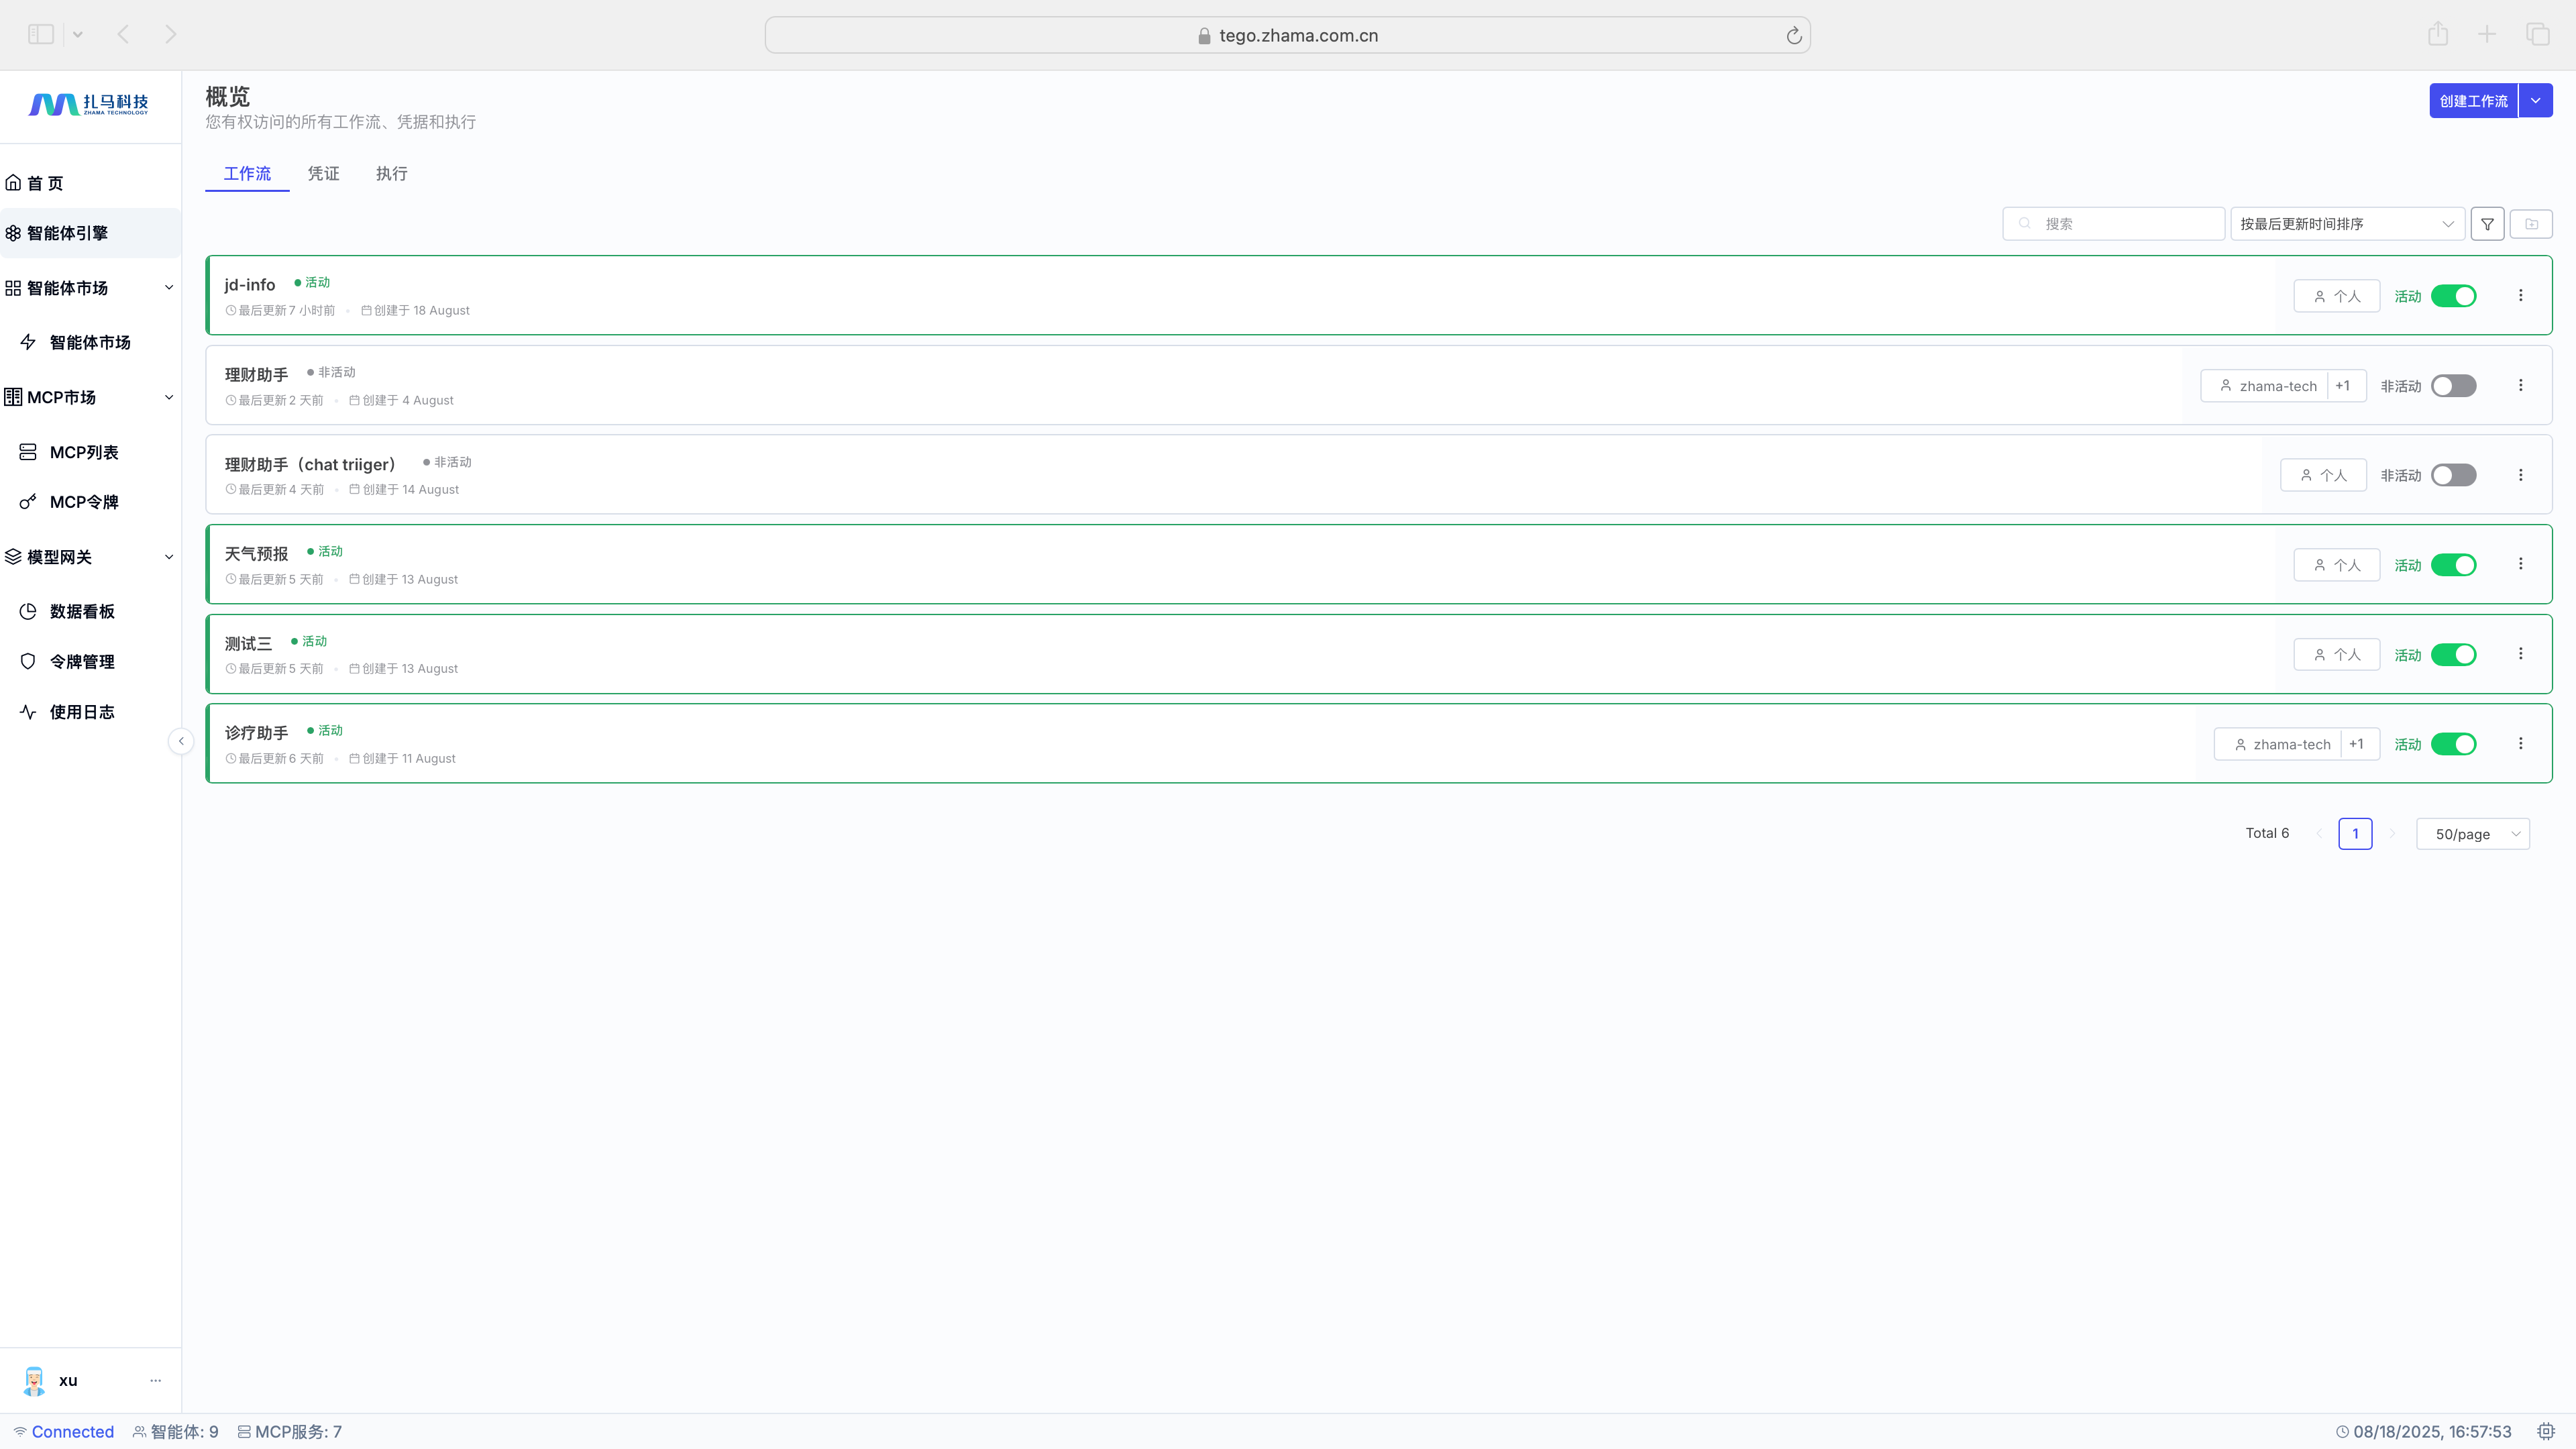 tego.zhama.com.cn
扎马科技
ZHAMA TECHNOLOGY
首 页
智能体引擎
智能体市场
智能体市场
MCP市场
MCP列表
MCP令牌
模型网关
数据看板
令牌管理
使用日志
xu
概览
您有权访问的所有工作流、凭据和执行
创建工作流
工作流 凭证 执行
搜索 按最后更新时间排序
jd-info 活动
最后更新7 小时前 创建于 18 August
个人 活动
理财助手 非活动
最后更新2 天前 创建于 4 August
zhama-tech +1 非活动
理财助手（chat triiger） 非活动
最后更新4 天前 创建于 14 August
个人 非活动
天气预报 活动
最后更新5 天前 创建于 13 August
个人 活动
测试三 活动
最后更新5 天前 创建于 13 August
个人 活动
诊疗助手 活动
最后更新6 天前 创建于 11 August
zhama-tech +1 活动
Total 6 1 50/page
Connected 智能体: 9 MCP服务: 7 08/18/2025, 16:57:53